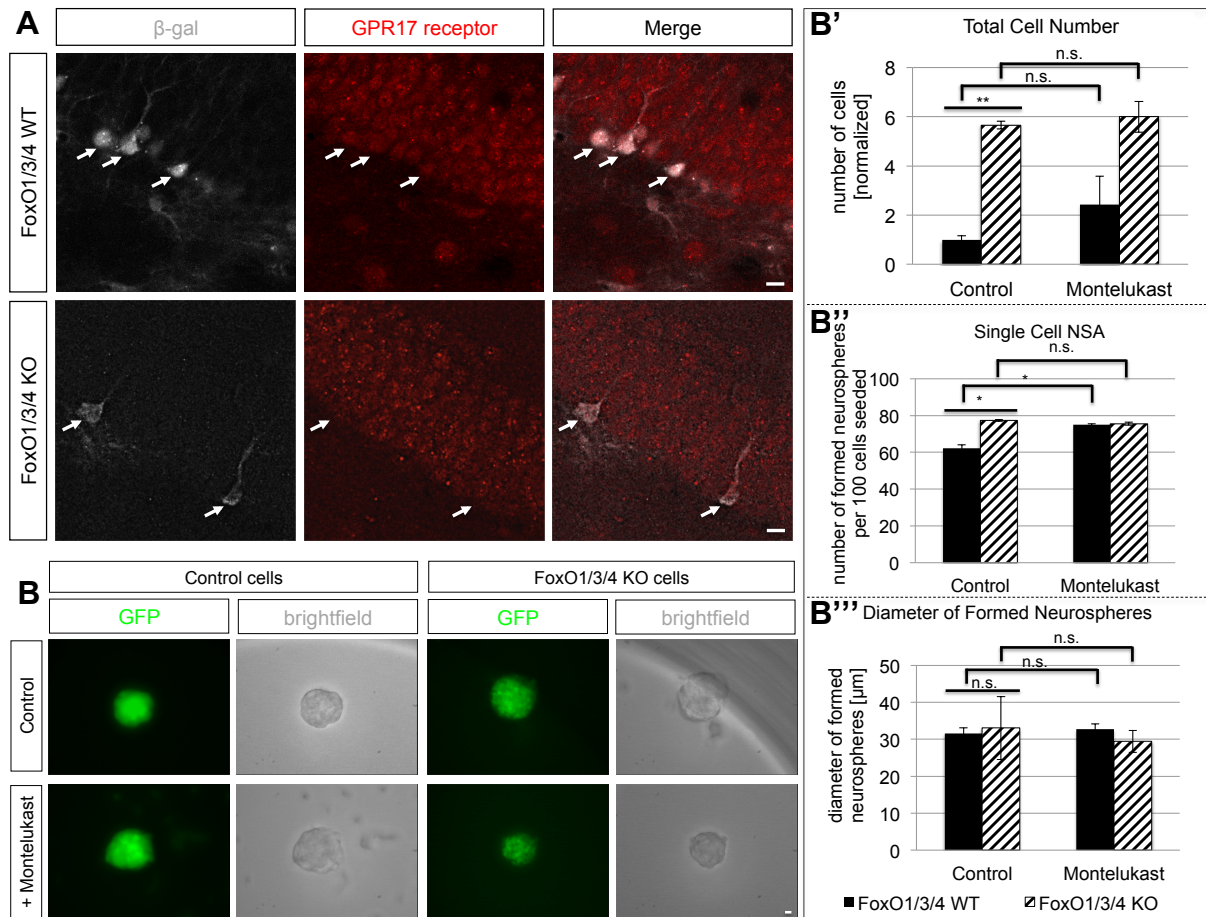 A
β-gal
GPR17 receptor
Merge
FoxO1/3/4 WT
FoxO1/3/4 KO
B
Control cells
FoxO1/3/4 KO cells
GFP
brightfield
GFP
brightfield
Control
+ Montelukast
B'
Total Cell Number
number of cells
[normalized]
8
6
4
2
0
n.s.
n.s.
**
Control
Montelukast
B''
Single Cell NSA
number of formed neurospheres
per 100 cells seeded
100
80
60
40
20
0
n.s.
*
*
Control
Montelukast
B'''
Diameter of Formed Neurospheres
diameter of formed
neurospheres [µm]
50
40
30
20
10
0
n.s.
n.s.
n.s.
Control
Montelukast
FoxO1/3/4 WT
FoxO1/3/4 KO